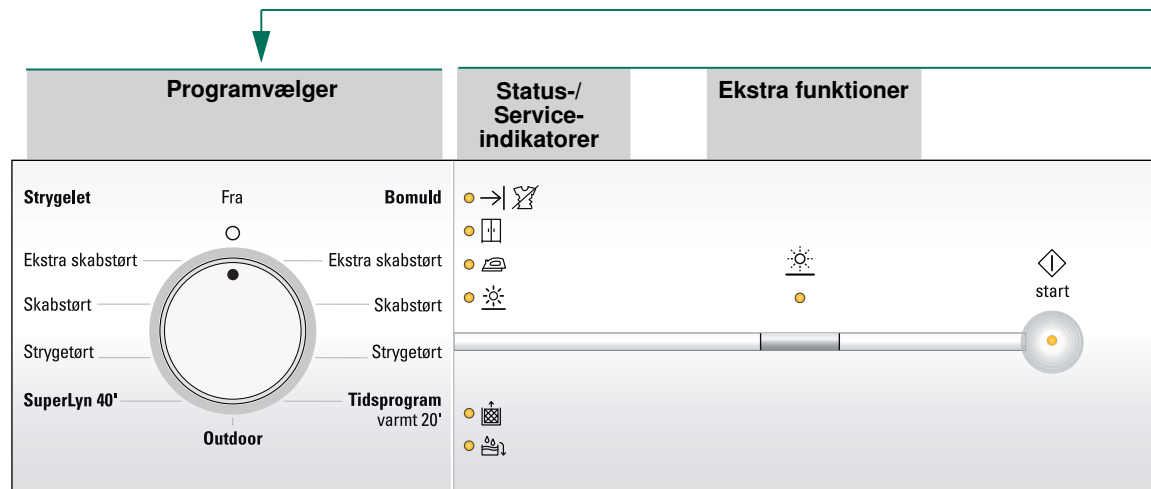 Programvælger
Status-/
Service-
indikatorer
Ekstra funktioner
Strygelet
Fra
Bomuld
Ekstra skabstørt
Ekstra skabstørt
Skabstørt
Skabstørt
Strygetørt
Strygetørt
SuperLyn 40'
Tidsprogram
varmt 20'
Outdoor
start